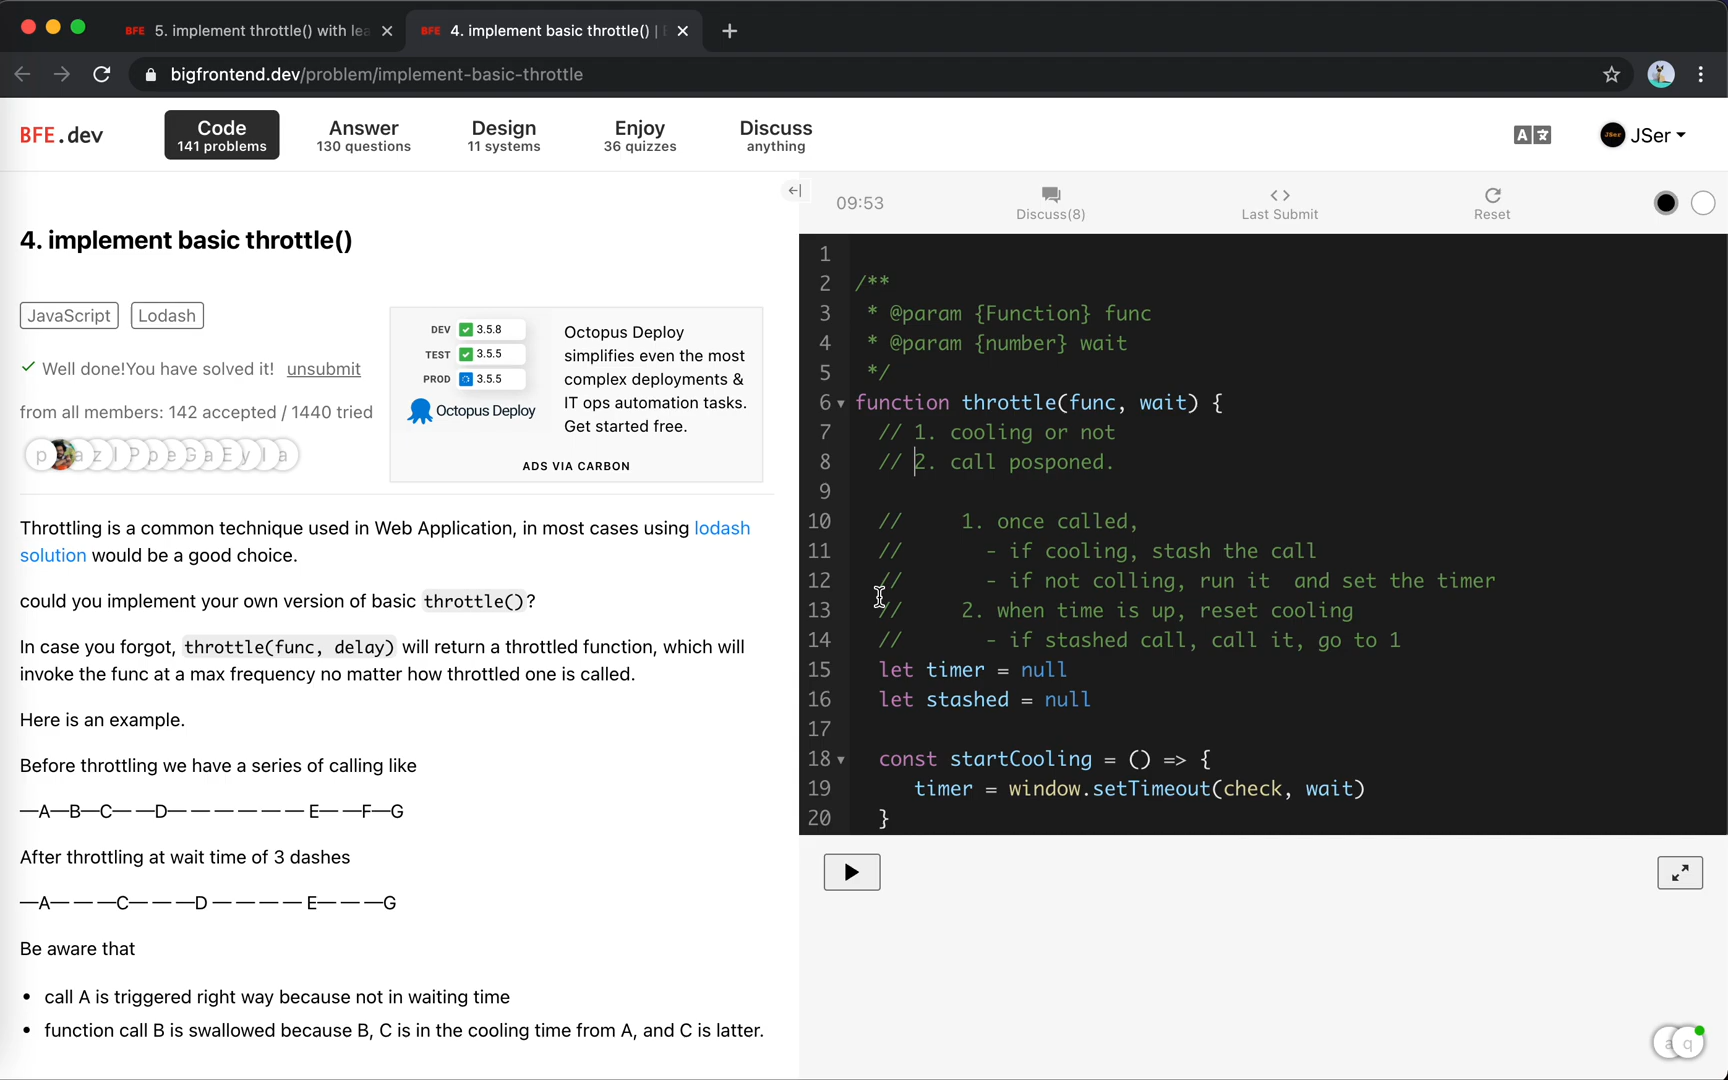 BFE 5. implement throttle() with lea
BFE 4. implement basic throttle() |
bigfrontend.dev/problem/implement-basic-throttle
BFE.dev
Code
141 problems
Answer
130 questions
Design
11 systems
Enjoy
36 quizzes
Discuss
anything
A
JSer
JSer
4. implement basic throttle()
JavaScript
Lodash
Well done!You have solved it! unsubmit
from all members: 142 accepted / 1440 tried
p a z l P p e G a E y l a
DEV 3.5.8
TEST 3.5.5
PROD 3.5.5
Octopus Deploy
Octopus Deploy
simplifies even the most
complex deployments &
IT ops automation tasks.
Get started free.
ADS VIA CARBON
Throttling is a common technique used in Web Application, in most cases using lodash
solution would be a good choice.
could you implement your own version of basic throttle()?
In case you forgot, throttle(func, delay) will return a throttled function, which will
invoke the func at a max frequency no matter how throttled one is called.
Here is an example.
Before throttling we have a series of calling like
—A—B—C— —D— — — — — — E— —F—G
After throttling at wait time of 3 dashes
—A— — —C— — —D — — — — E— — —G
Be aware that
• call A is triggered right way because not in waiting time
• function call B is swallowed because B, C is in the cooling time from A, and C is latter.
09:53
Discuss(8)
Last Submit
Reset
1
2 /**
3 * @param {Function} func
4 * @param {number} wait
5 */
6 function throttle(func, wait) {
7 // 1. cooling or not
8 // 2. call posponed.
9
10 // 1. once called,
11 // - if cooling, stash the call
12 // - if not colling, run it and set the timer
13 // 2. when time is up, reset cooling
14 // - if stashed call, call it, go to 1
15 let timer = null
16 let stashed = null
17
18 const startCooling = () => {
19 timer = window.setTimeout(check, wait)
20 }
a q